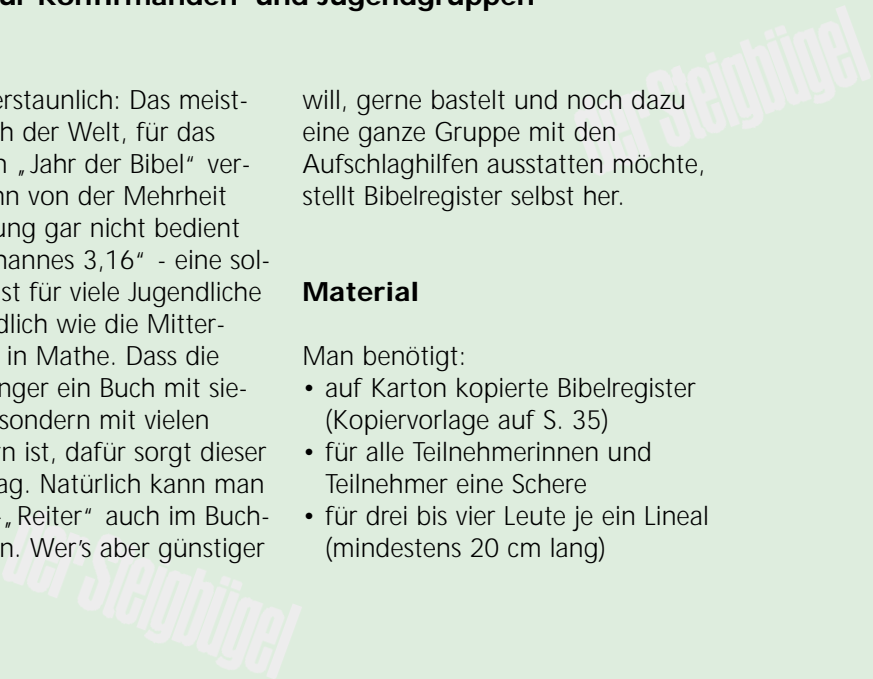 für Konfirmanden- und Jugendgruppen
erstaunlich: Das meist-
h der Welt, für das
n „Jahr der Bibel“ ver-
nn von der Mehrheit
ung gar nicht bedient
hannes 3,16“ - eine sol-
st für viele Jugendliche
dlich wie die Mitter-
in Mathe. Dass die
nger ein Buch mit sie-
sondern mit vielen
rn ist, dafür sorgt dieser
ag. Natürlich kann man
-„Reiter“ auch im Buch-
n. Wer's aber günstiger
will, gerne bastelt und noch dazu
eine ganze Gruppe mit den
Aufschlaghilfen ausstatten möchte,
stellt Bibelregister selbst her.
Material
Man benötigt:
• auf Karton kopierte Bibelregister
(Kopiervorlage auf S. 35)
• für alle Teilnehmerinnen und
Teilnehmer eine Schere
• für drei bis vier Leute je ein Lineal
(mindestens 20 cm lang)
Der Steigbügel
Der Steigbügel